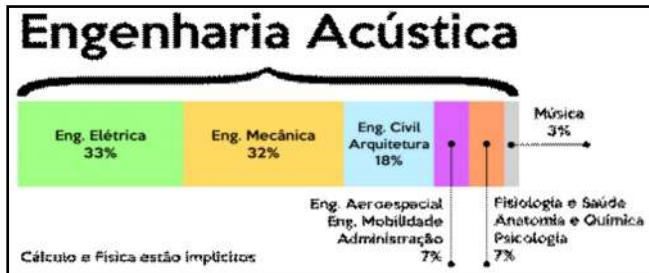 Engenharia Acústica
Eng. Elétrica
33%
Eng. Mecânica
32%
Eng. Civil
Arquitetura
18%
Música
3%
Eng. Aeroespacial
Eng. Mobilidade
Administração
7%
Fisiologia e Saúde
Anatomia e Química
Psicologia
7%
Cálculo e Física estão implícitos